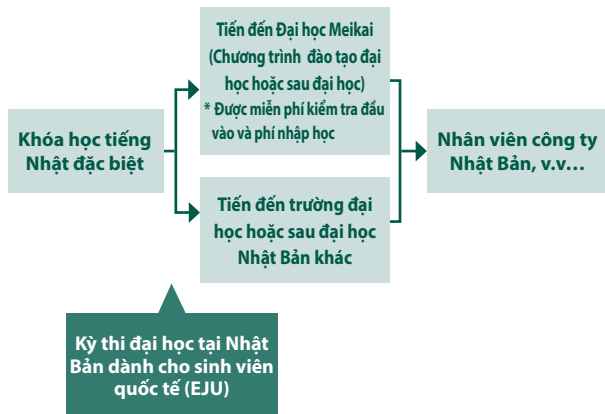 Khóa học tiếng
Nhật đặc biệt
Tiến đến Đại học Meikai
(Chương trình đào tạo đại
học hoặc sau đại học)
* Được miễn phí kiểm tra đầu
vào và phí nhập học
Tiến đến trường đại
học hoặc sau đại học
Nhật Bản khác
Nhân viên công ty
Nhật Bản, v.v…
Kỳ thi đại học tại Nhật
Bản dành cho sinh viên
quốc tế (EJU)